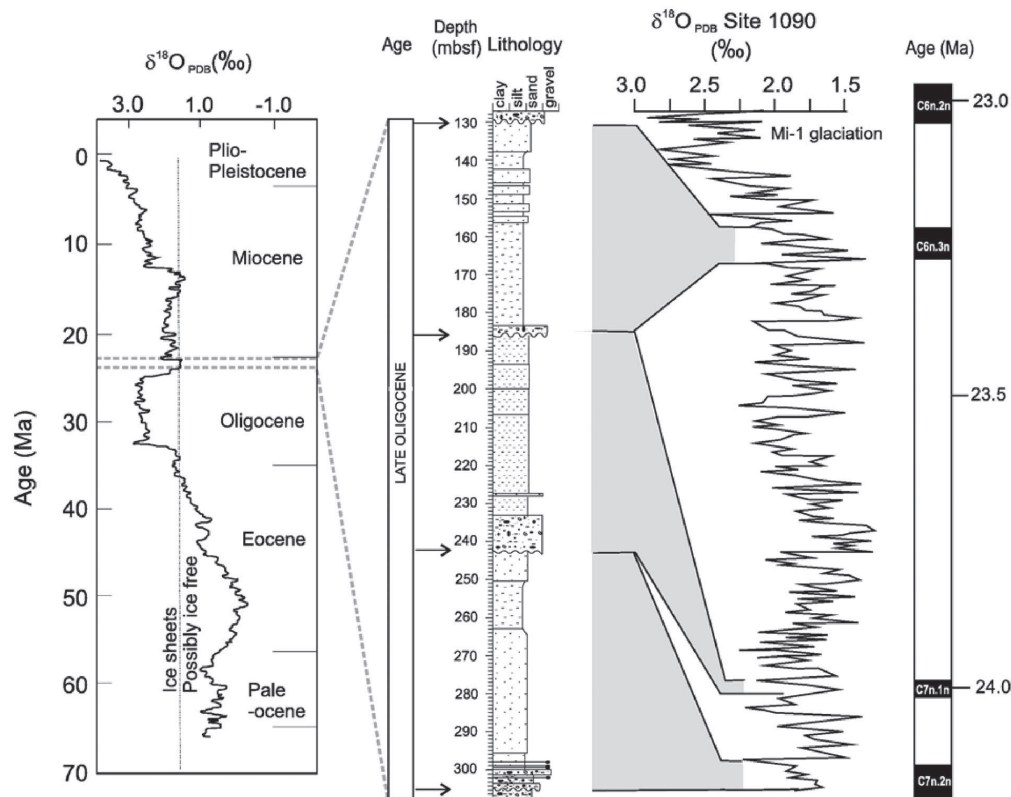 δ18O PDB (‰)
3.0 1.0 -1.0
Age (Ma)
0
10
20
30
40
50
60
70
Plio-
Pleistocene
Miocene
Oligocene
Eocene
Pale
-ocene
Ice sheets
Possibly ice free
Age
LATE OLIGOCENE
Depth
(mbsf)
130
140
150
160
170
180
190
200
210
220
230
240
250
260
270
280
290
300
Lithology
clay
silt
sand
gravel
δ18O PDB Site 1090
(‰)
3.0 2.5 2.0 1.5
Mi-1 glaciation
Age (Ma)
C6n.2n
C6n.3n
C7n.1n
C7n.2n
23.0
23.5
24.0